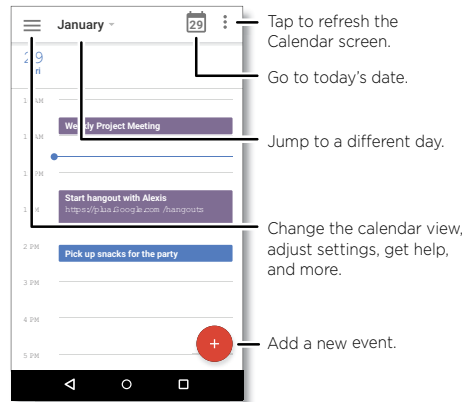 January
29
Tap to refresh the
Calendar screen.
29
Fri
Go to today's date.
Weekly Project Meeting
Jump to a different day.
Start hangout with Alexis
https://plus.Google.com /hangouts
Change the calendar view,
adjust settings, get help,
and more.
2 PM
Pick up snacks for the party
3 PM
4 PM
Add a new event.
5 PM